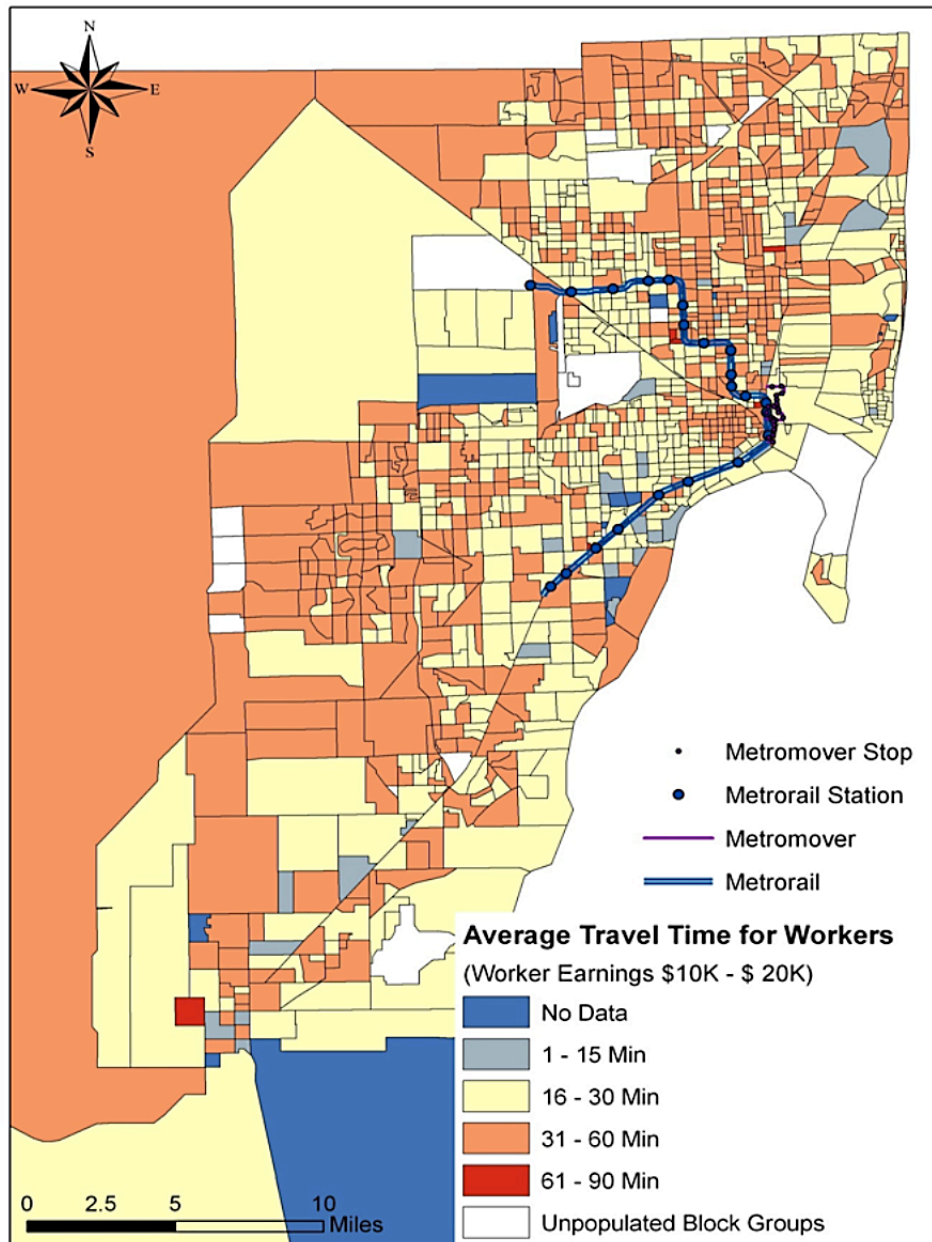 N
W E
S
Metromover Stop
Metrorail Station
Metromover
Metrorail
Average Travel Time for Workers
(Worker Earnings $10K - $ 20K)
No Data
1 - 15 Min
16 - 30 Min
31 - 60 Min
61 - 90 Min
Unpopulated Block Groups
0 2.5 5 10
Miles